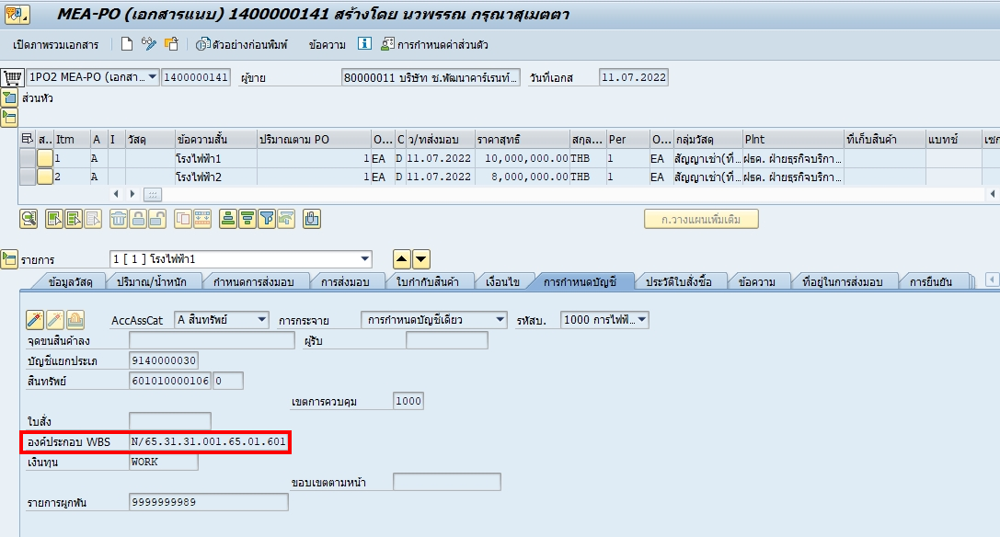 MEA-PO (เอกสารแนบ) 1400000141 สร้างโดย นวพรรณ กรุณาสุเมตตา
เปิดภาพรวมเอกสาร ตัวอย่างก่อนพิมพ์ ข้อความ การกำหนดค่าส่วนตัว
1PO2 MEA-PO (เอกสา... 1400000141 ผู้ขาย 80000011 บริษัท ช.พัฒนาคาร์เรนท์... วันที่เอกส 11.07.2022
ส่วนหัว
ส.. Itm A I วัสดุ ข้อความสั้น ปริมาณตาม PO O... C ว/ทส่งมอบ ราคาสุทธิ สกุล... Per O... กลุ่มวัสดุ Plnt ที่เก็บสินค้า แบทช์ เซก
1 A โรงไฟฟ้า1 1 EA D 11.07.2022 10,000,000.00 THB 1 EA สัญญาเช่า(ที่... ฝธค. ฝ่ายธุรกิจบริกา...
2 A โรงไฟฟ้า2 1 EA D 11.07.2022 8,000,000.00 THB 1 EA สัญญาเช่า(ที่... ฝธค. ฝ่ายธุรกิจบริกา...
ก.วางแผนเพิ่มเติม
รายการ 1 [ 1 ] โรงไฟฟ้า1
ข้อมูลวัสดุ ปริมาณ/น้ำหนัก กำหนดการส่งมอบ การส่งมอบ ใบกำกับสินค้า เงื่อนไข การกำหนดบัญชี ประวัติใบสั่งซื้อ ข้อความ ที่อยู่ในการส่งมอบ การยืนยัน
AccAssCat A สินทรัพย์ การกระจาย การกำหนดบัญชีเดียว รหัสบ. 1000 การไฟฟ้...
จุดขนสินค้าลง ผู้รับ
บัญชีแยกประเภ 9140000030
สินทรัพย์ 601010000106 0
เขตการควบคุม 1000
ใบสั่ง
องค์ประกอบ WBS N/65.31.31.001.65.01.601
เงินทุน WORK
ขอบเขตตามหน้า
รายการผูกพัน 9999999989